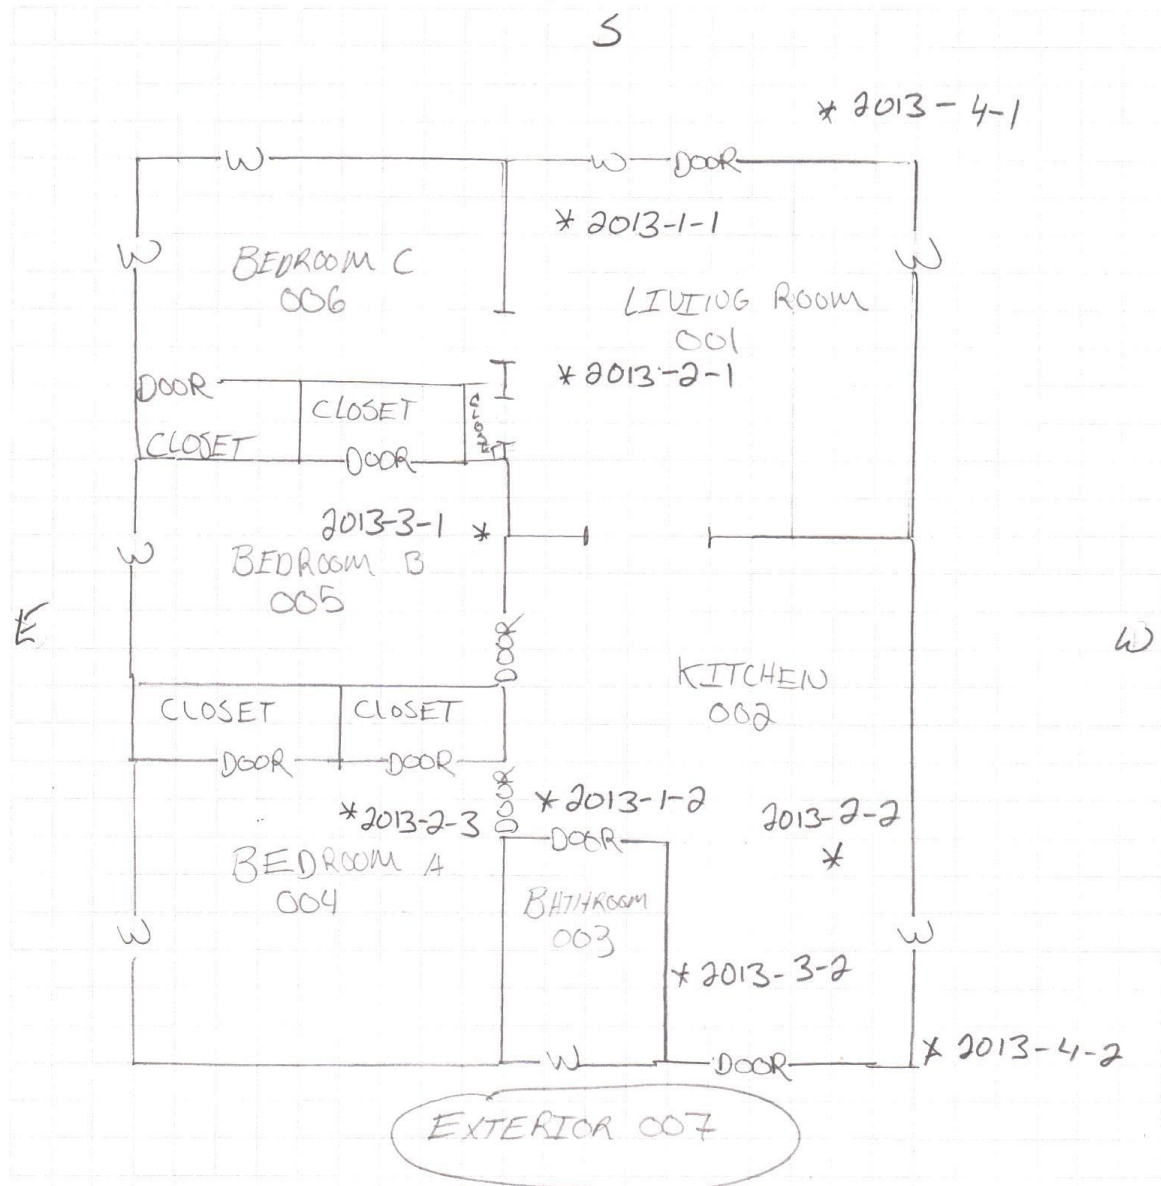 S
* 2013-4-1
W
W
DOOR
* 2013-1-1
W
BEDROOM C
006
W
LIVING ROOM
001
* 2013-2-1
DOOR
CLOSET
CLOSET
CLOSET
DOOR
2013-3-1 *
W
BEDROOM B
005
E
DOOR
W
KITCHEN
002
CLOSET
CLOSET
DOOR
DOOR
DOOR
* 2013-2-3
* 2013-1-2
2013-2-2
*
DOOR
BEDROOM A
004
BATHROOM
003
W
W
* 2013-3-2
* 2013-4-2
W
DOOR
EXTERIOR 007